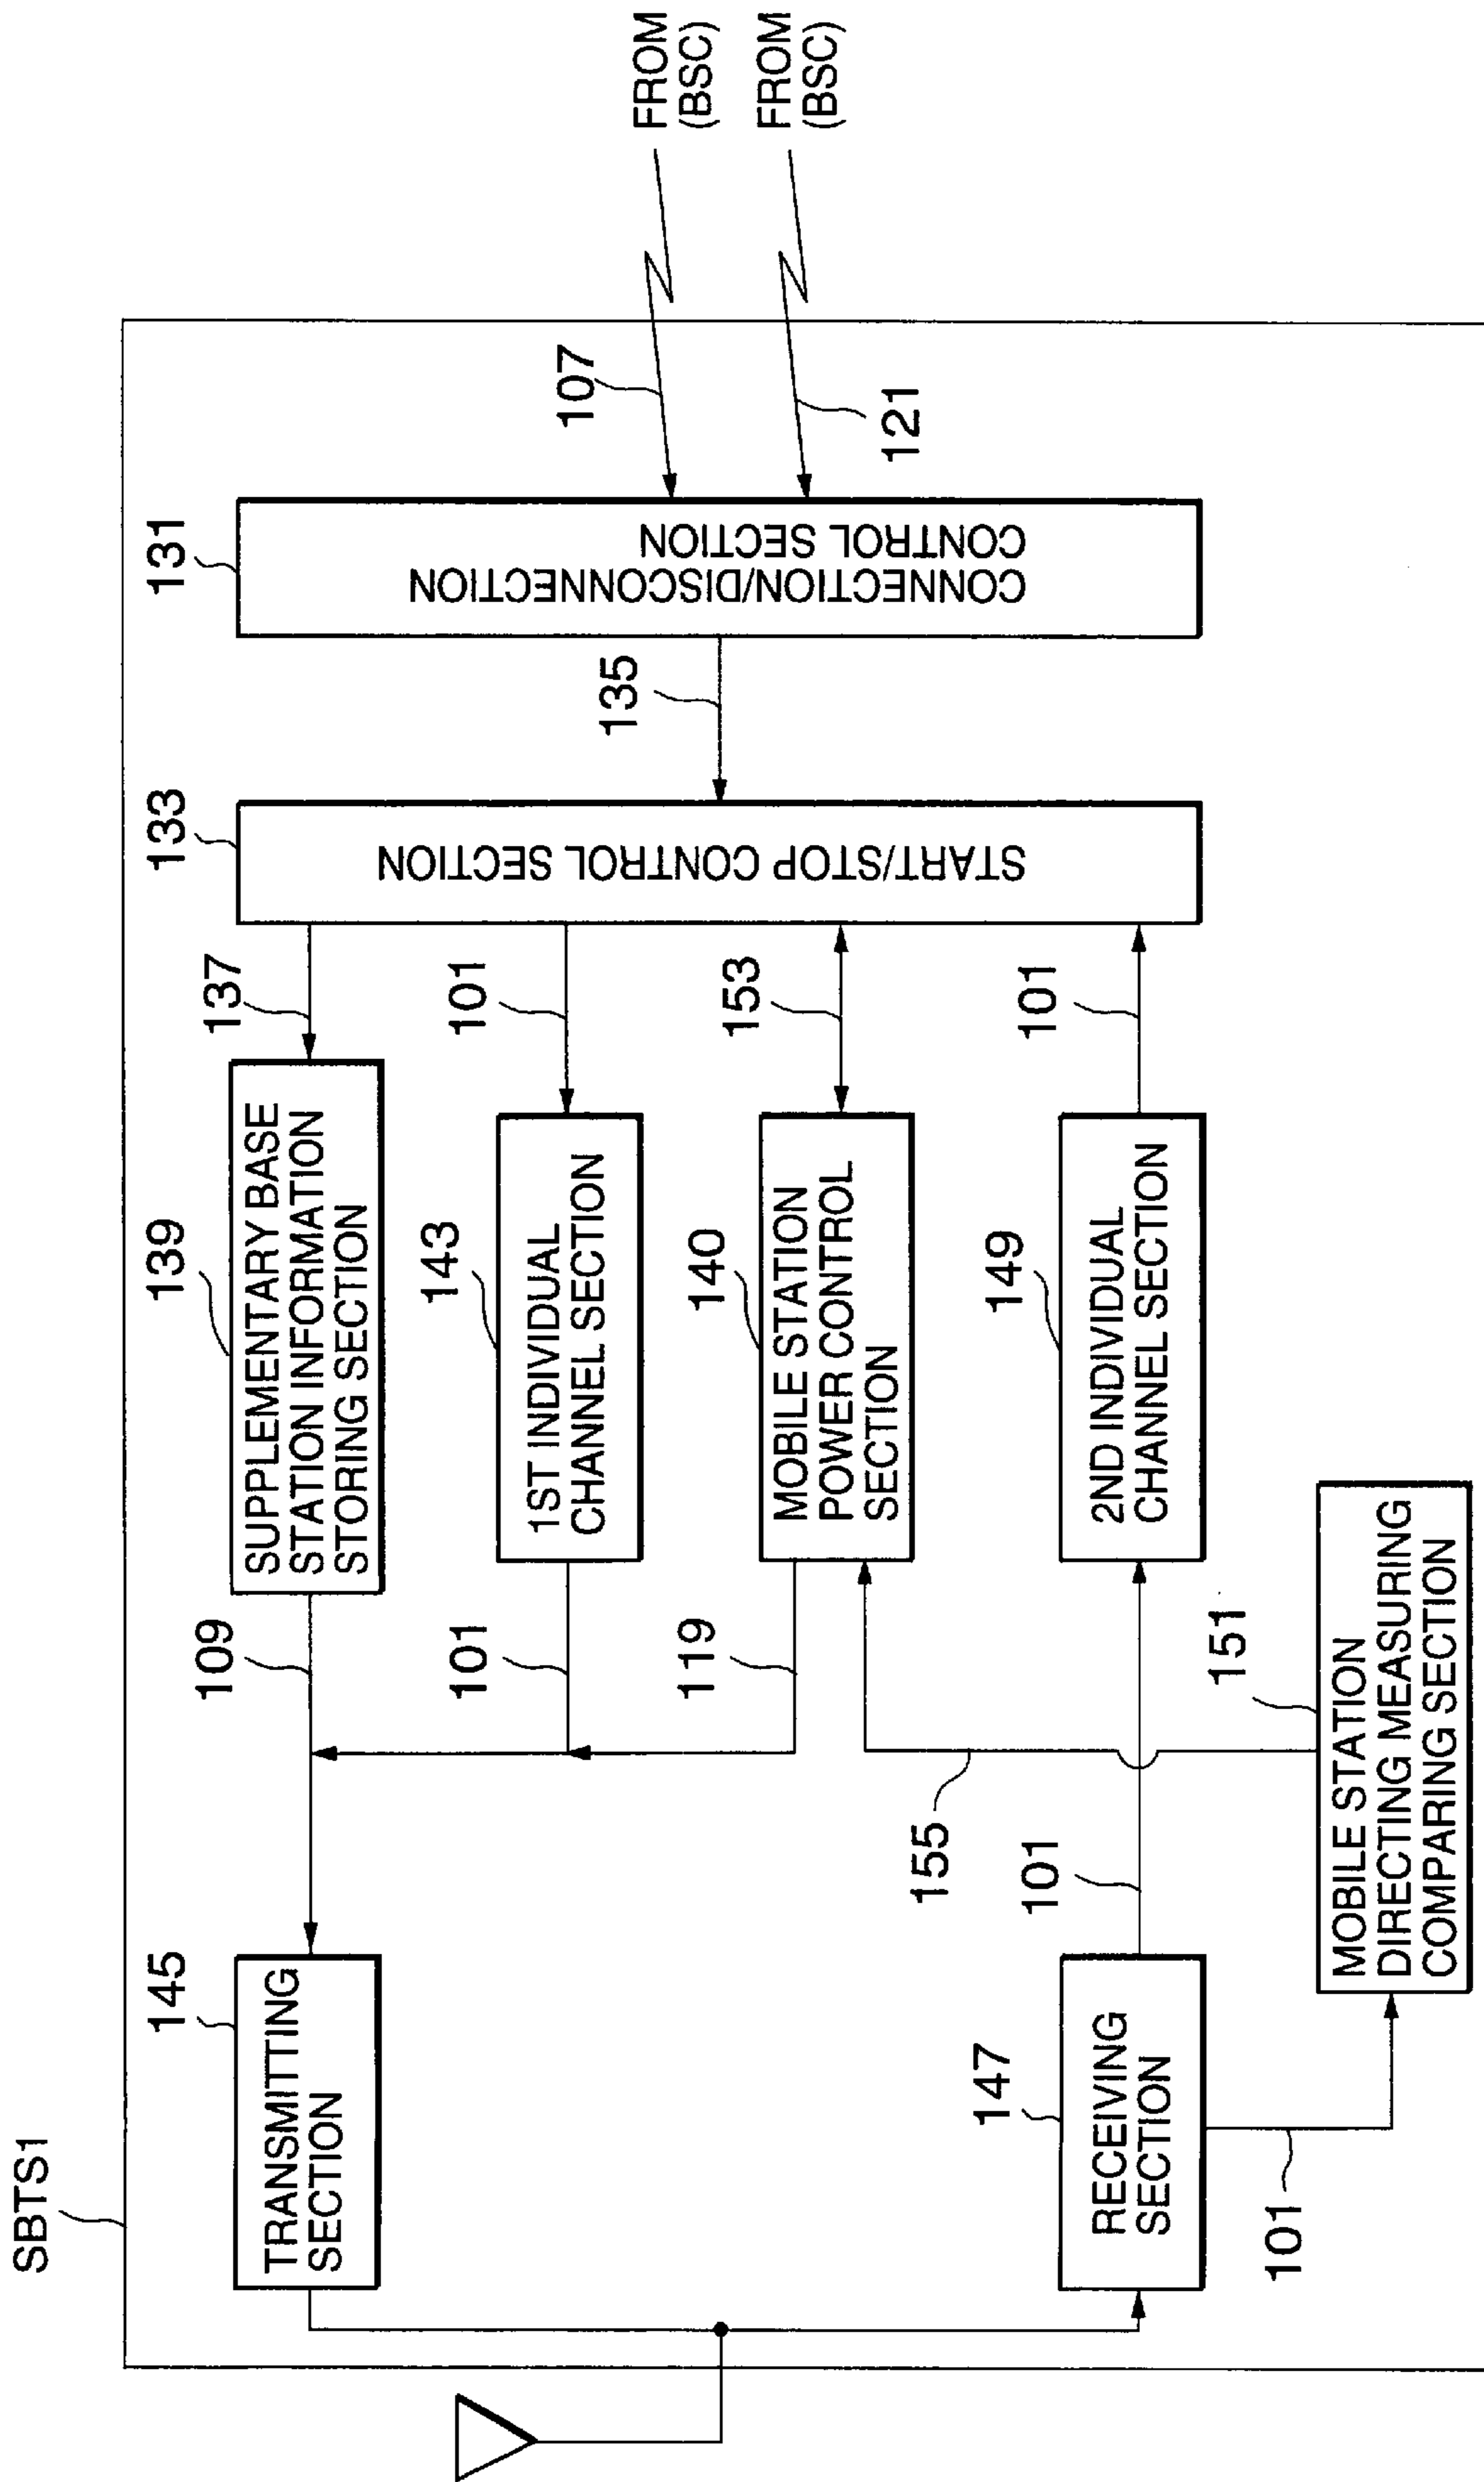 SBTS1
145
TRANSMITTING
SECTION
109
139
SUPPLEMENTARY BASE
STATION INFORMATION
STORING SECTION
137
133
START/STOP CONTROL SECTION
135
131
CONNECTION/DISCONNECTION
CONTROL SECTION
107
FROM
(BSC)
121
FROM
(BSC)
101
143
1ST INDIVIDUAL
CHANNEL SECTION
101
119
140
MOBILE STATION
POWER CONTROL
SECTION
153
155
147
RECEIVING
SECTION
101
149
2ND INDIVIDUAL
CHANNEL SECTION
101
101
151
MOBILE STATION
DIRECTING MEASURING
COMPARING SECTION